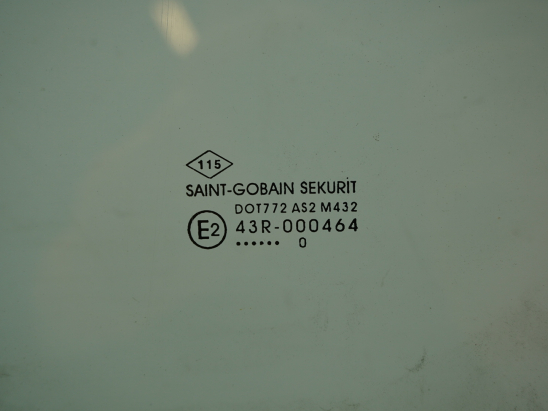 115
SAINT-GOBAIN SEKURIT
DOT772 AS2 M432
E2 43R-000464
...... 0